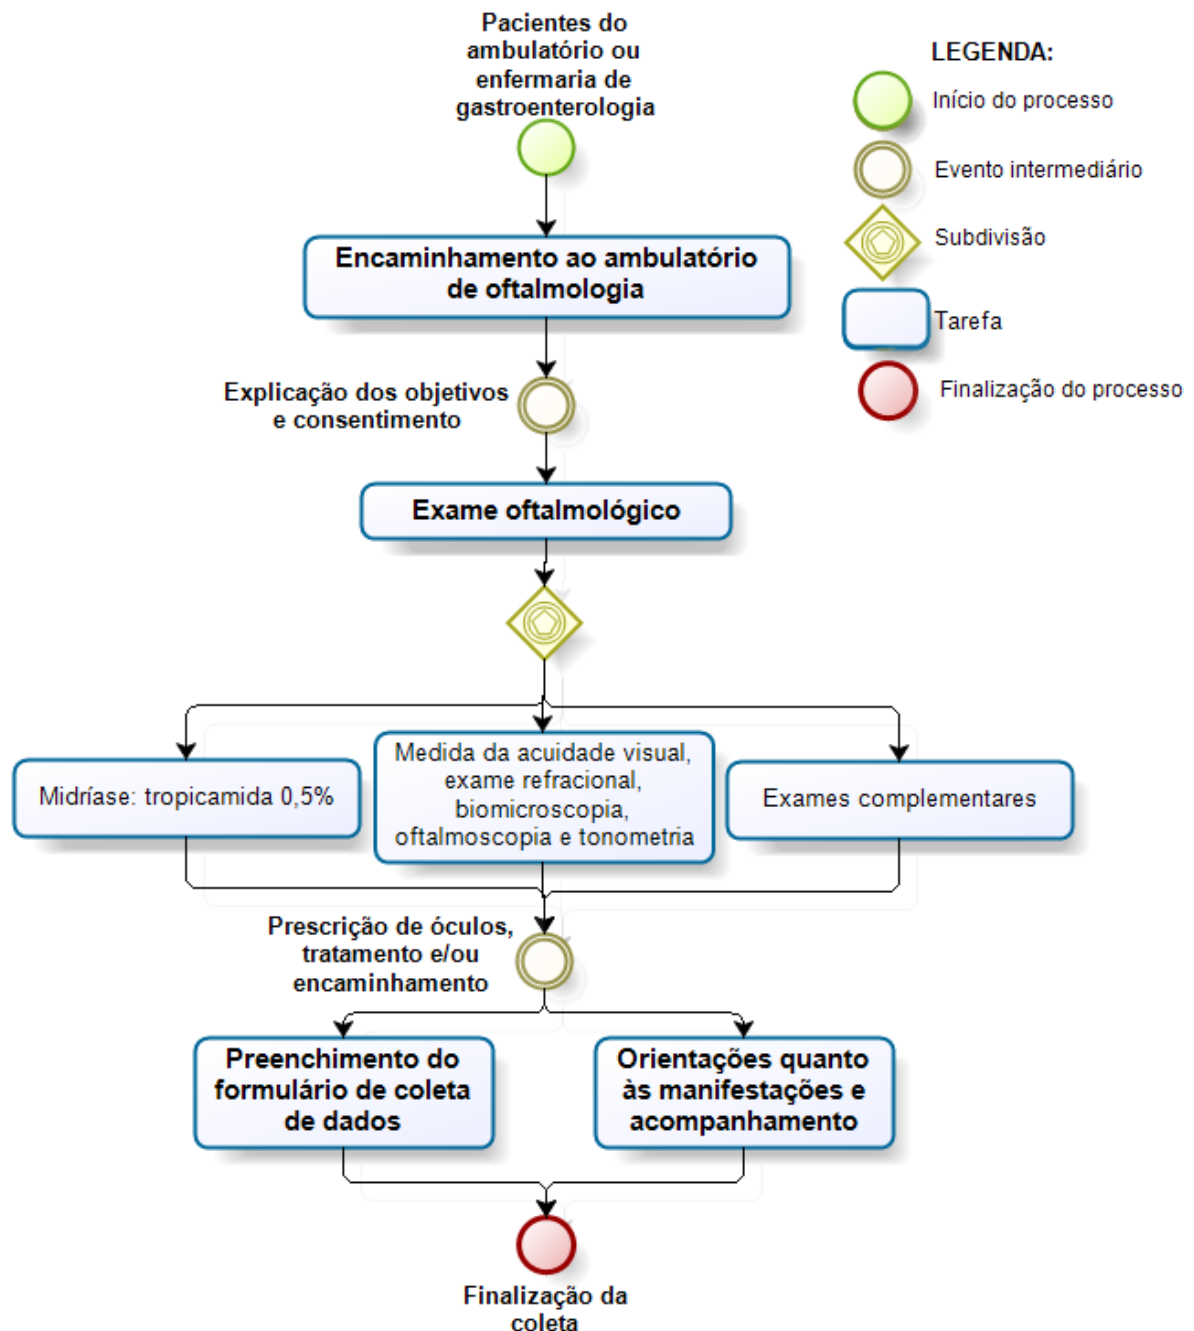 Pacientes do
ambulatório ou
enfermaria de
gastroenterologia
LEGENDA:
Início do processo
Evento intermediário
Subdivisão
Tarefa
Finalização do processo
Encaminhamento ao ambulatório
de oftalmologia
Explicação dos objetivos
e consentimento
Exame oftalmológico
Midríase: tropicamida 0,5%
Medida da acuidade visual,
exame refracional,
biomicroscopia,
oftalmoscopia e tonometria
Exames complementares
Prescrição de óculos,
tratamento e/ou
encaminhamento
Preenchimento do
formulário de coleta
de dados
Orientações quanto
às manifestações e
acompanhamento
Finalização da
coleta